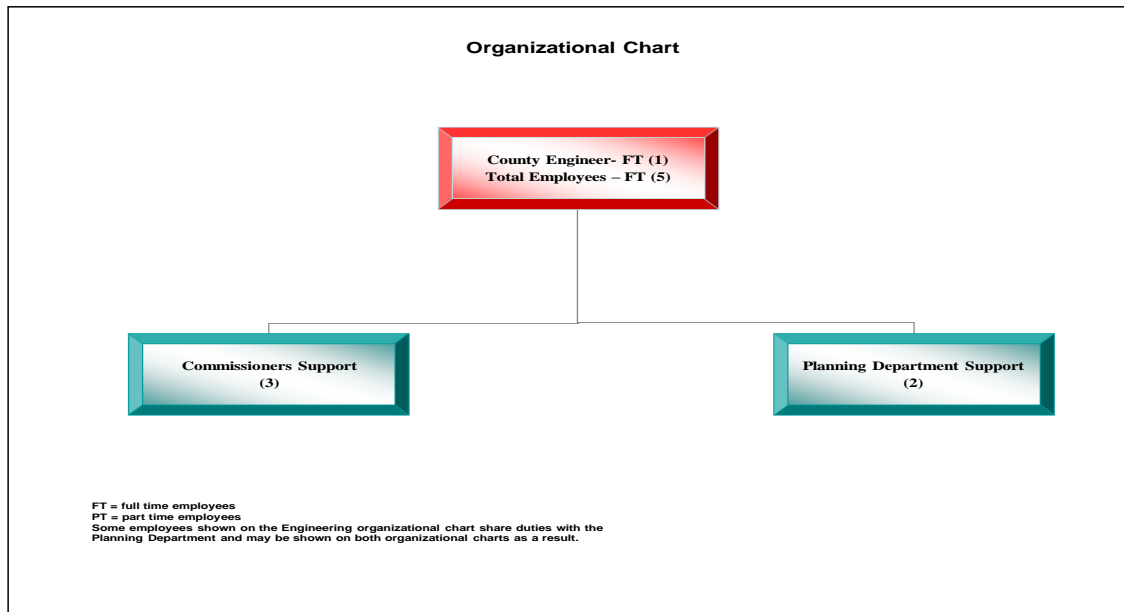 Organizational Chart
County Engineer- FT (1)
Total Employees – FT (5)
Commissioners Support
(3)
Planning Department Support
(2)
FT = full time employees
PT = part time employees
Some employees shown on the Engineering organizational chart share duties with the
Planning Department and may be shown on both organizational charts as a result.